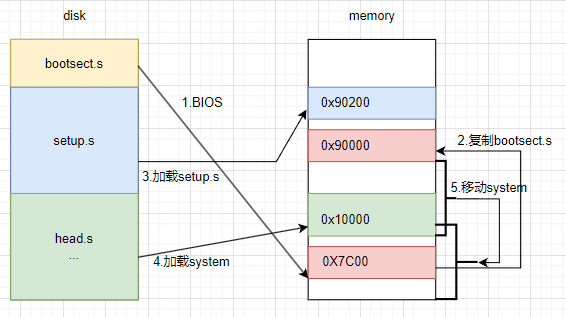 disk
memory
bootsect.s
1.BIOS
0x90200
setup.s
0x90000
2.复制bootsect.s
3.加载setup.s
5.移动system
0x10000
head.s
...
4.加载system
0X7C00